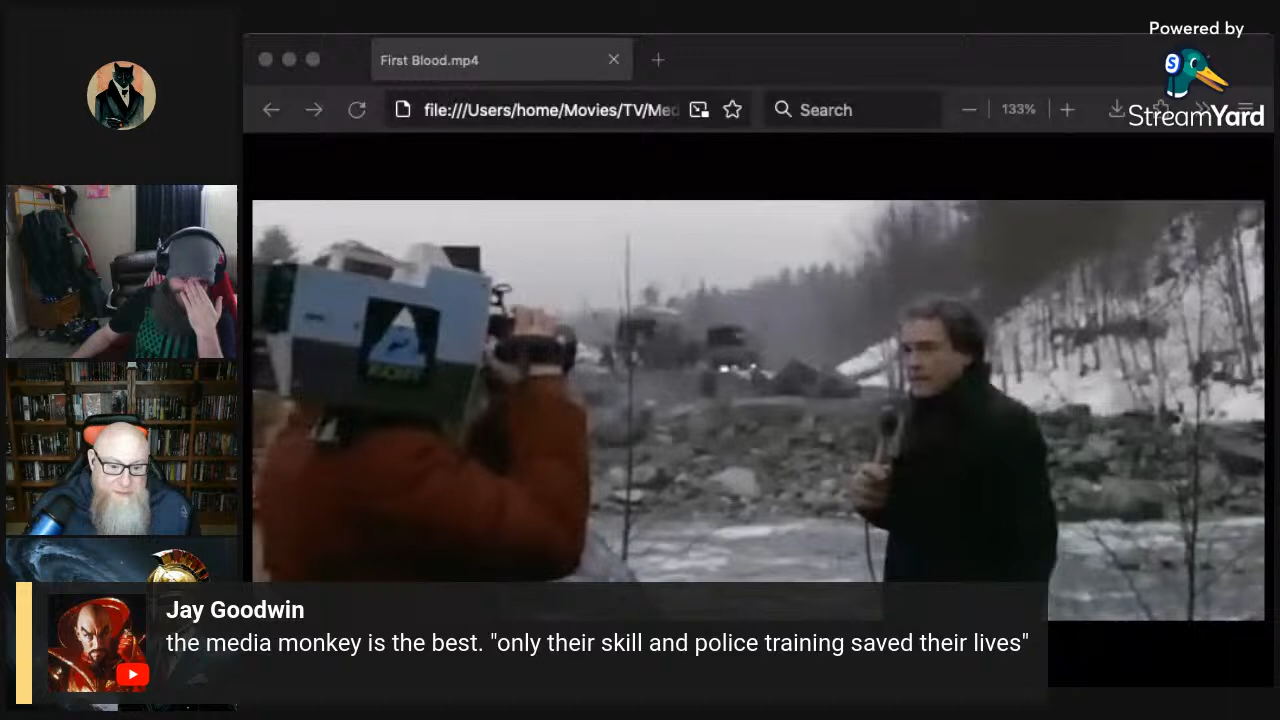 Powered by
StreamYard
First Blood.mp4
file:///Users/home/Movies/TV/Med
Search
133%
Jay Goodwin
the media monkey is the best. "only their skill and police training saved their lives"